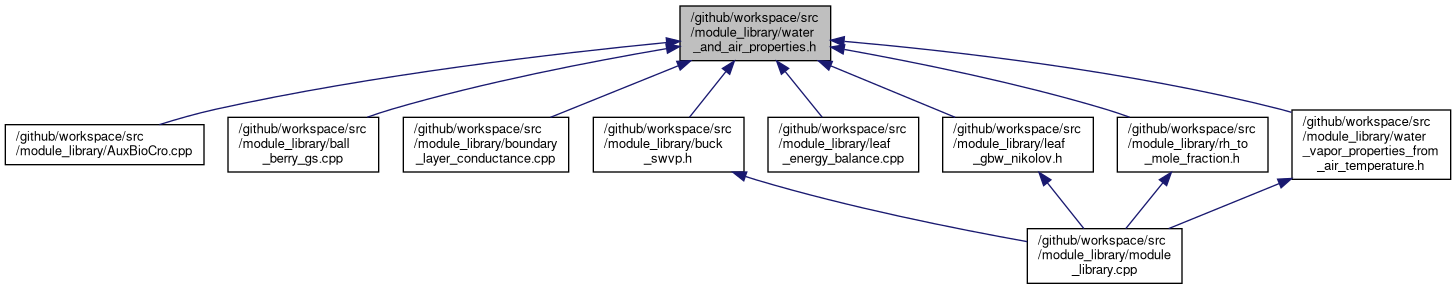 /github/workspace/src
/module_library/water
_and_air_properties.h
/github/workspace/src
/module_library/AuxBioCro.cpp
/github/workspace/src
/module_library/ball
_berry_gs.cpp
/github/workspace/src
/module_library/boundary
_layer_conductance.cpp
/github/workspace/src
/module_library/buck
_swvp.h
/github/workspace/src
/module_library/leaf
_energy_balance.cpp
/github/workspace/src
/module_library/leaf
_gbw_nikolov.h
/github/workspace/src
/module_library/rh_to
_mole_fraction.h
/github/workspace/src
/module_library/water
_vapor_properties_from
_air_temperature.h
/github/workspace/src
/module_library/module
_library.cpp